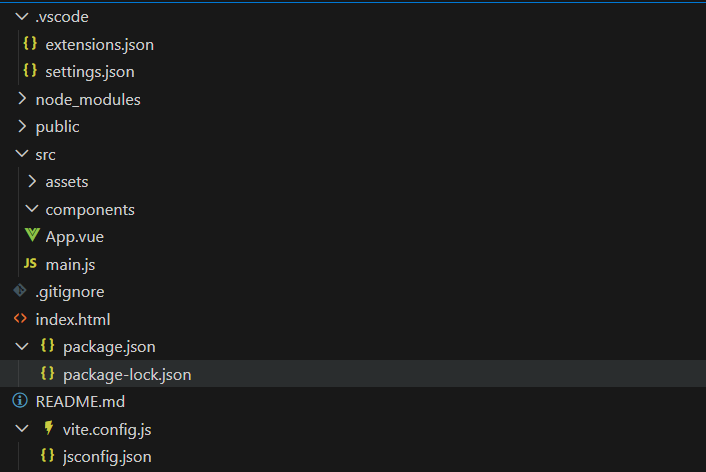 .vscode
{} extensions.json
{} settings.json
node_modules
public
src
assets
components
App.vue
JS main.js
.gitignore
<> index.html
{} package.json
{} package-lock.json
README.md
vite.config.js
{} jsconfig.json